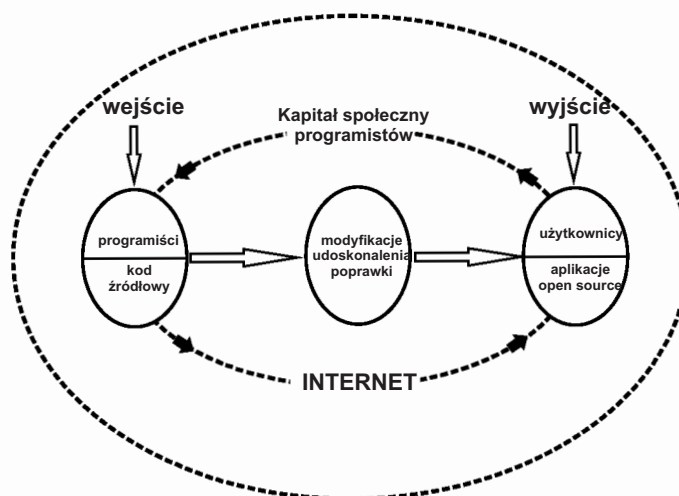 wejście
Kapitał społeczny
programistów
wyjście
programiści
kod
źródłowy
modyfikacje
udoskonalenia
poprawki
użytkownicy
aplikacje
open source
INTERNET